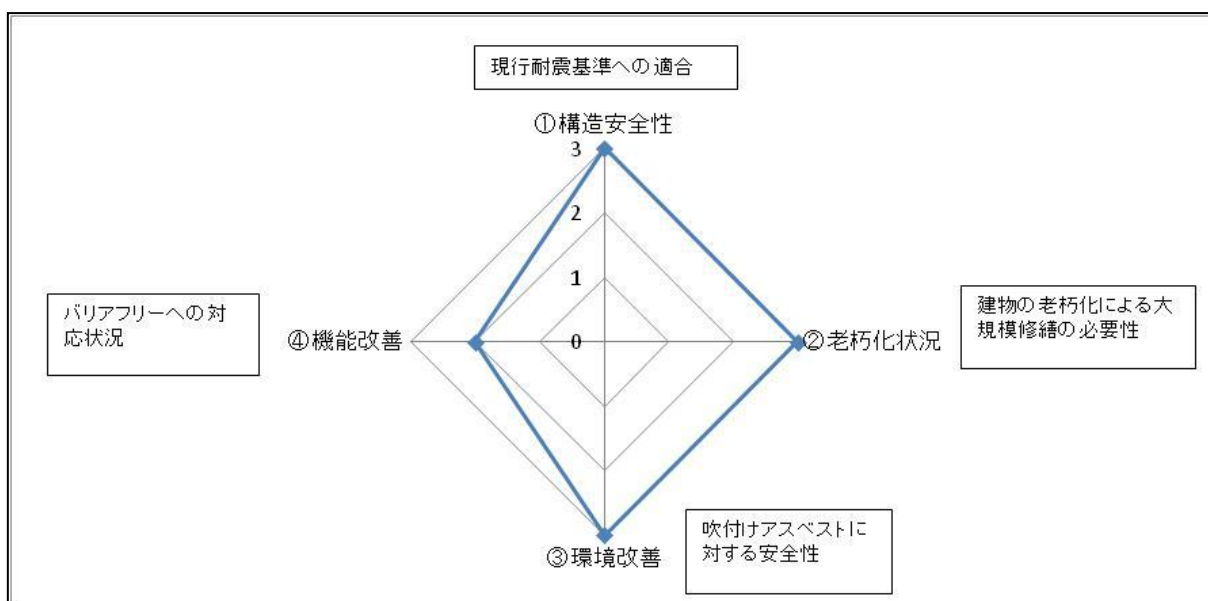 現行耐震基準への適合
①構造安全性
3
2
1
0
バリアフリーへの対
応状況
④機能改善
②老朽化状況
建物の老朽化による大
規模修繕の必要性
③環境改善
吹付けアスベストに
対する安全性